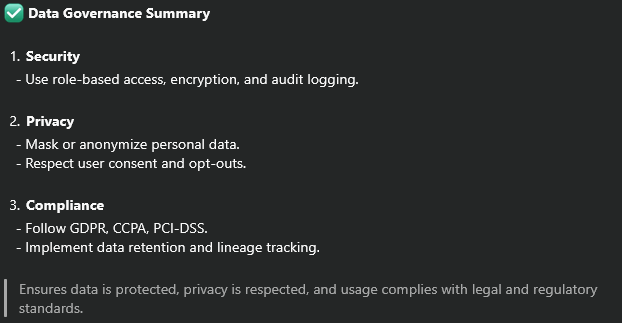 ✅ Data Governance Summary
1. Security
- Use role-based access, encryption, and audit logging.
2. Privacy
- Mask or anonymize personal data.
- Respect user consent and opt-outs.
3. Compliance
- Follow GDPR, CCPA, PCI-DSS.
- Implement data retention and lineage tracking.
Ensures data is protected, privacy is respected, and usage complies with legal and regulatory
standards.